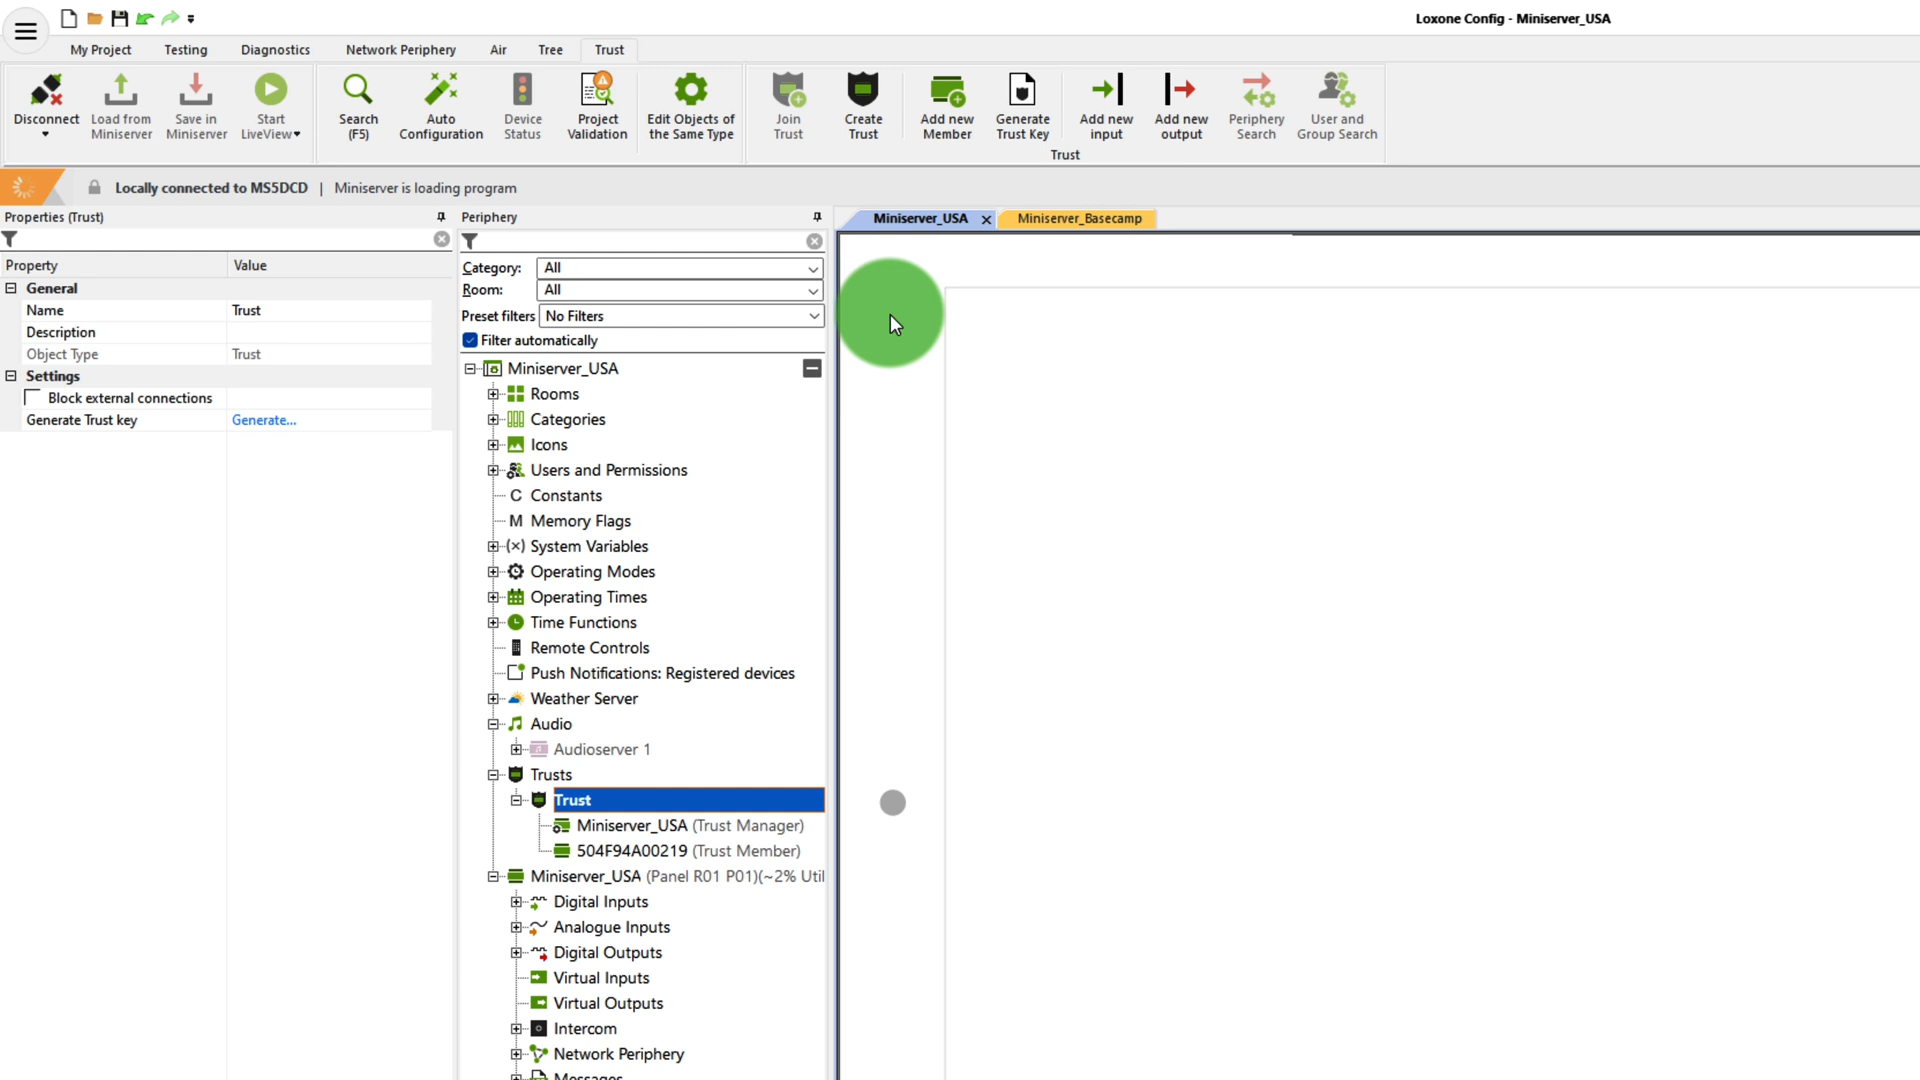 Loxone Config - Miniserver_USA
My Project
Testing
Diagnostics
Network Periphery
Air
Tree
Trust
Disconnect
Load from
Miniserver
Save in
Miniserver
Start
LiveView
Search
(F5)
Auto
Configuration
Device
Status
Project
Validation
Edit Objects of
the Same Type
Join
Trust
Create
Trust
Add new
Member
Generate
Trust Key
Add new
input
Add new
output
Periphery
Search
User and
Group Search
Trust
Locally connected to MS5DCD | Miniserver is loading program
Properties (Trust)
Property Value
General
Name Trust
Description
Object Type Trust
Settings
Block external connections
Generate Trust key Generate...
Periphery
Category: All
Room: All
Preset filters No Filters
Filter automatically
Miniserver_USA
Rooms
Categories
Icons
Users and Permissions
C Constants
M Memory Flags
(×) System Variables
Operating Modes
Operating Times
Time Functions
Remote Controls
Push Notifications: Registered devices
Weather Server
Audio
Audioserver 1
Trusts
Trust
Miniserver_USA (Trust Manager)
504F94A00219 (Trust Member)
Miniserver_USA (Panel R01 P01)(~2% Util
Digital Inputs
Analogue Inputs
Digital Outputs
Virtual Inputs
Virtual Outputs
Intercom
Network Periphery
Messages
Miniserver_USA
Miniserver_Basecamp